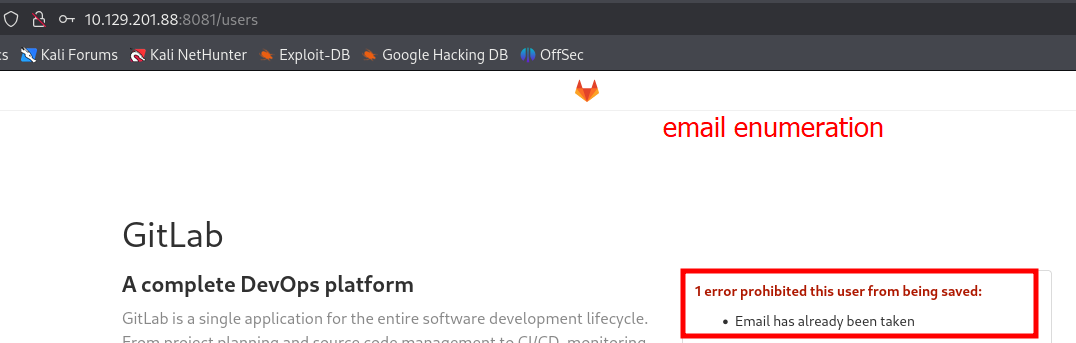 10.129.201.88:8081/users
cs Kali Forums Kali NetHunter Exploit-DB Google Hacking DB OffSec
email enumeration
GitLab
A complete DevOps platform
1 error prohibited this user from being saved:
GitLab is a single application for the entire software development lifecycle.
• Email has already been taken
From project planning and source code management to CI/CD, monitoring